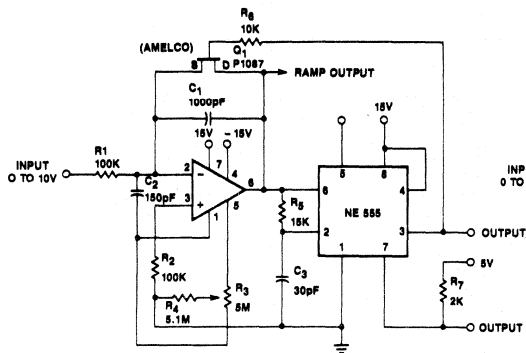 R6
10K
(AMELCO)
Q1
P1087
S
D
RAMP OUTPUT
C1
1000pF
15V
-15V
15V
R1
INPUT
0 TO 10V
100K
2
7
4
6
3
5
1
C2
150pF
R5
15K
R2
100K
R3
5M
R4
5.1M
C3
30pF
5
8
6
4
NE 555
2
3
1
7
OUTPUT
5V
R7
2K
OUTPUT
INP
0 TO